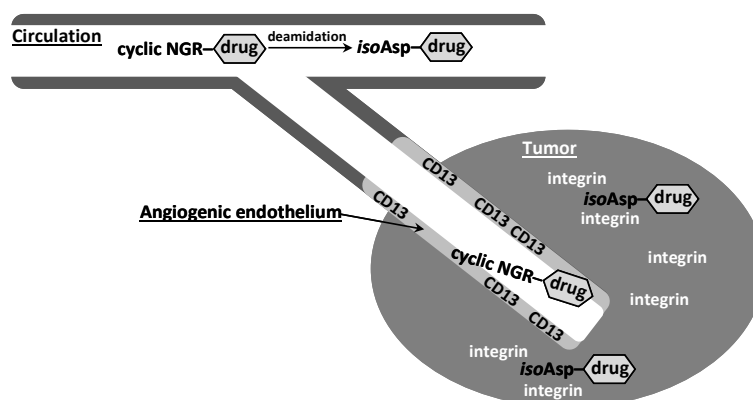 Circulation
cyclic NGR drug deamidation isoAsp drug
Tumor
CD13
integrin
isoAsp drug
integrin
CD13
CD13 CD13
Angiogenic endothelium
cyclic NGR drug
integrin
CD13
integrin
CD13
integrin
isoAsp drug
integrin